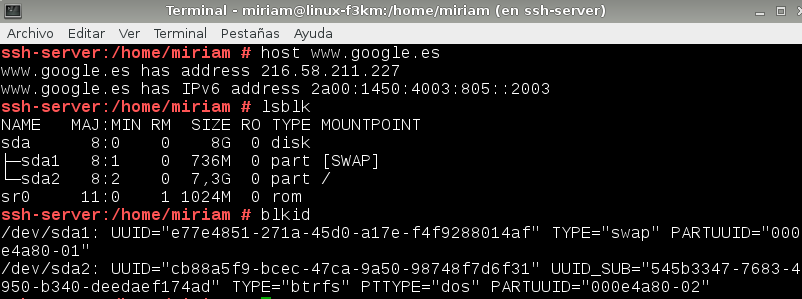 Terminal - miriam@linux-f3km:/home/miriam (en ssh-server)
Archivo Editar Ver Terminal Pestañas Ayuda
ssh-server:/home/miriam # host www.google.es
www.google.es has address 216.58.211.227
www.google.es has IPv6 address 2a00:1450:4003:805::2003
ssh-server:/home/miriam # lsblk
NAME   MAJ:MIN RM  SIZE RO TYPE MOUNTPOINT
sda      8:0    0    8G  0 disk
├─sda1   8:1    0  736M  0 part [SWAP]
└─sda2   8:2    0  7,3G  0 part /
sr0     11:0    1 1024M  0 rom
ssh-server:/home/miriam # blkid
/dev/sda1: UUID="e77e4851-271a-45d0-a17e-f4f9288014af" TYPE="swap" PARTUUID="000
e4a80-01"
/dev/sda2: UUID="cb88a5f9-bcec-47ca-9a50-98748f7d6f31" UUID_SUB="545b3347-7683-4
950-b340-deedaef174ad" TYPE="btrfs" PTTYPE="dos" PARTUUID="000e4a80-02"